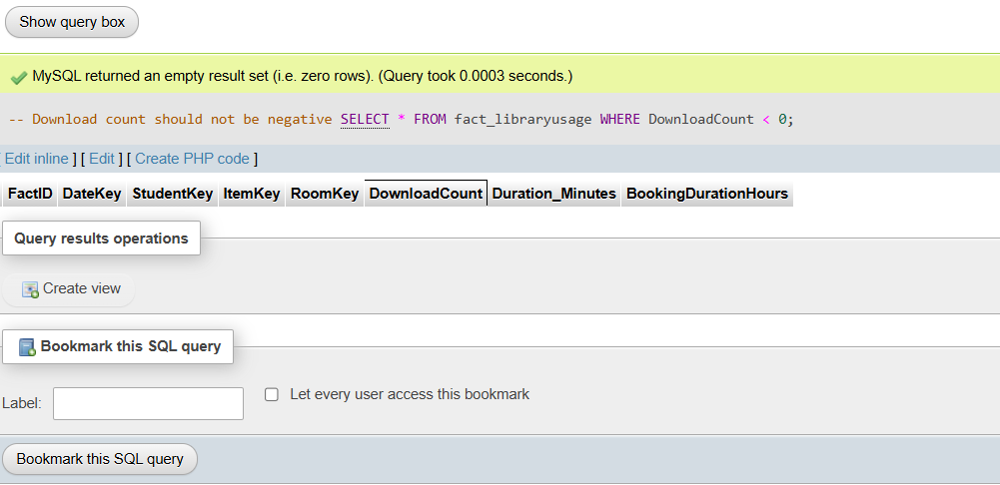 Show query box
MySQL returned an empty result set (i.e. zero rows). (Query took 0.0003 seconds.)
-- Download count should not be negative SELECT * FROM fact_libraryusage WHERE DownloadCount < 0;
Edit inline ] [ Edit ] [ Create PHP code ]
FactID DateKey StudentKey ItemKey RoomKey DownloadCount Duration_Minutes BookingDurationHours
Query results operations
Create view
Bookmark this SQL query
Label: Let every user access this bookmark
Bookmark this SQL query